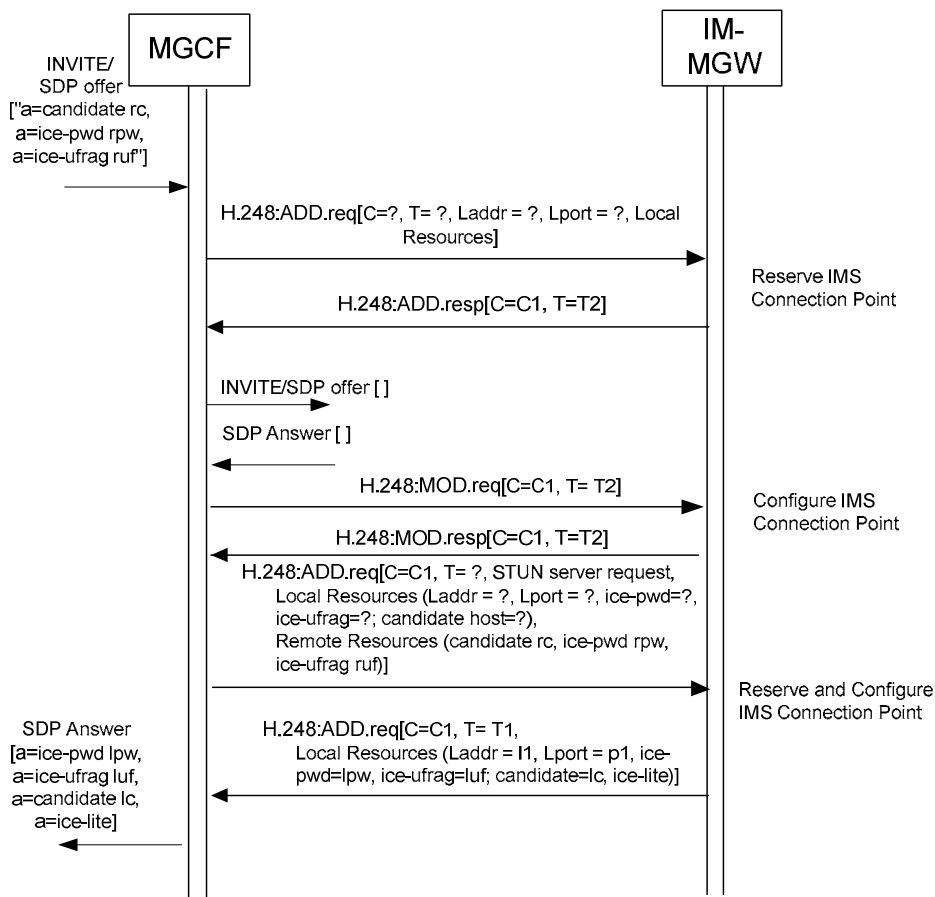 MGCF
IM-
MGW
INVITE/
SDP offer
["a=candidate rc,
a=ice-pwd rpw,
a=ice-ufrag ruf"]
H.248:ADD.req[C=?, T= ?, Laddr = ?, Lport = ?, Local
Resources]
Reserve IMS
Connection Point
H.248:ADD.resp[C=C1, T=T2]
INVITE/SDP offer [ ]
SDP Answer [ ]
H.248:MOD.req[C=C1, T= T2]
Configure IMS
Connection Point
H.248:MOD.resp[C=C1, T=T2]
H.248:ADD.req[C=C1, T= ?, STUN server request,
Local Resources (Laddr = ?, Lport = ?, ice-pwd=?,
ice-ufrag=?; candidate host=?),
Remote Resources (candidate rc, ice-pwd rpw,
ice-ufrag ruf)]
Reserve and Configure
IMS Connection Point
SDP Answer
[a=ice-pwd lpw,
a=ice-ufrag luf,
a=candidate lc,
a=ice-lite]
H.248:ADD.req[C=C1, T= T1,
Local Resources (Laddr = l1, Lport = p1, ice-
pwd=lpw, ice-ufrag=luf; candidate=lc, ice-lite)]